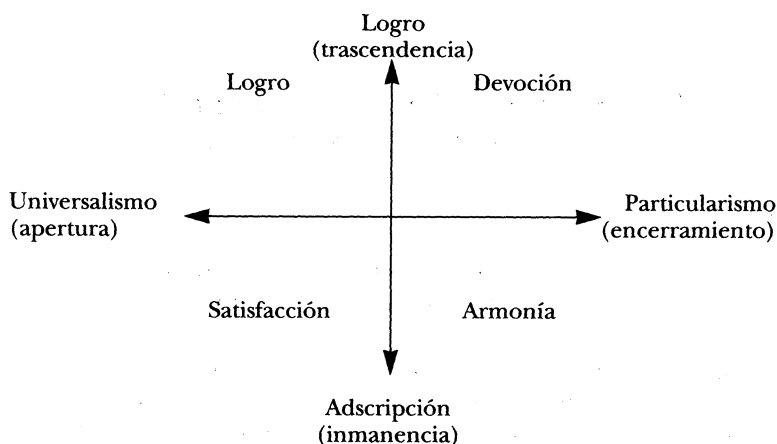 Logro
(trascendencia)
Logro
Devoción
Universalismo
(apertura)
Particularismo
(encerramiento)
Satisfacción
Armonía
Adscripción
(inmanencia)